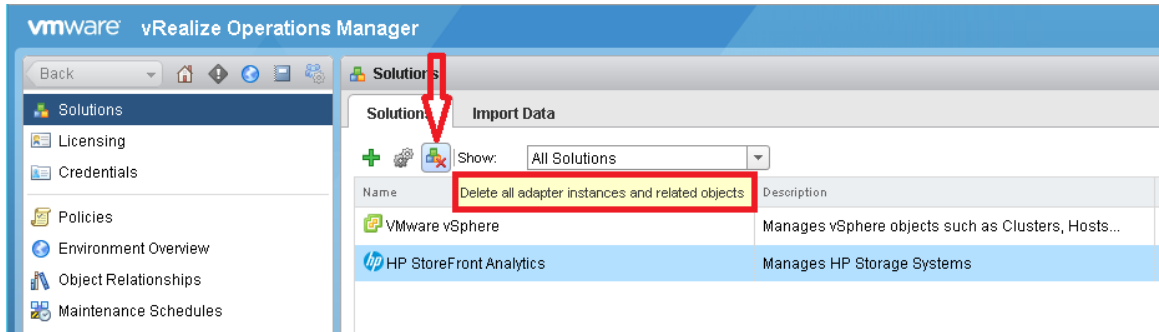 vmware vRealize Operations Manager
Back
Solutions
Licensing
Credentials
Policies
Environment Overview
Object Relationships
Maintenance Schedules
Solutions
Solutions Import Data
Show: All Solutions
Delete all adapter instances and related objects
Name Description
VMware vSphere Manages vSphere objects such as Clusters, Hosts...
hp HP StoreFront Analytics Manages HP Storage Systems